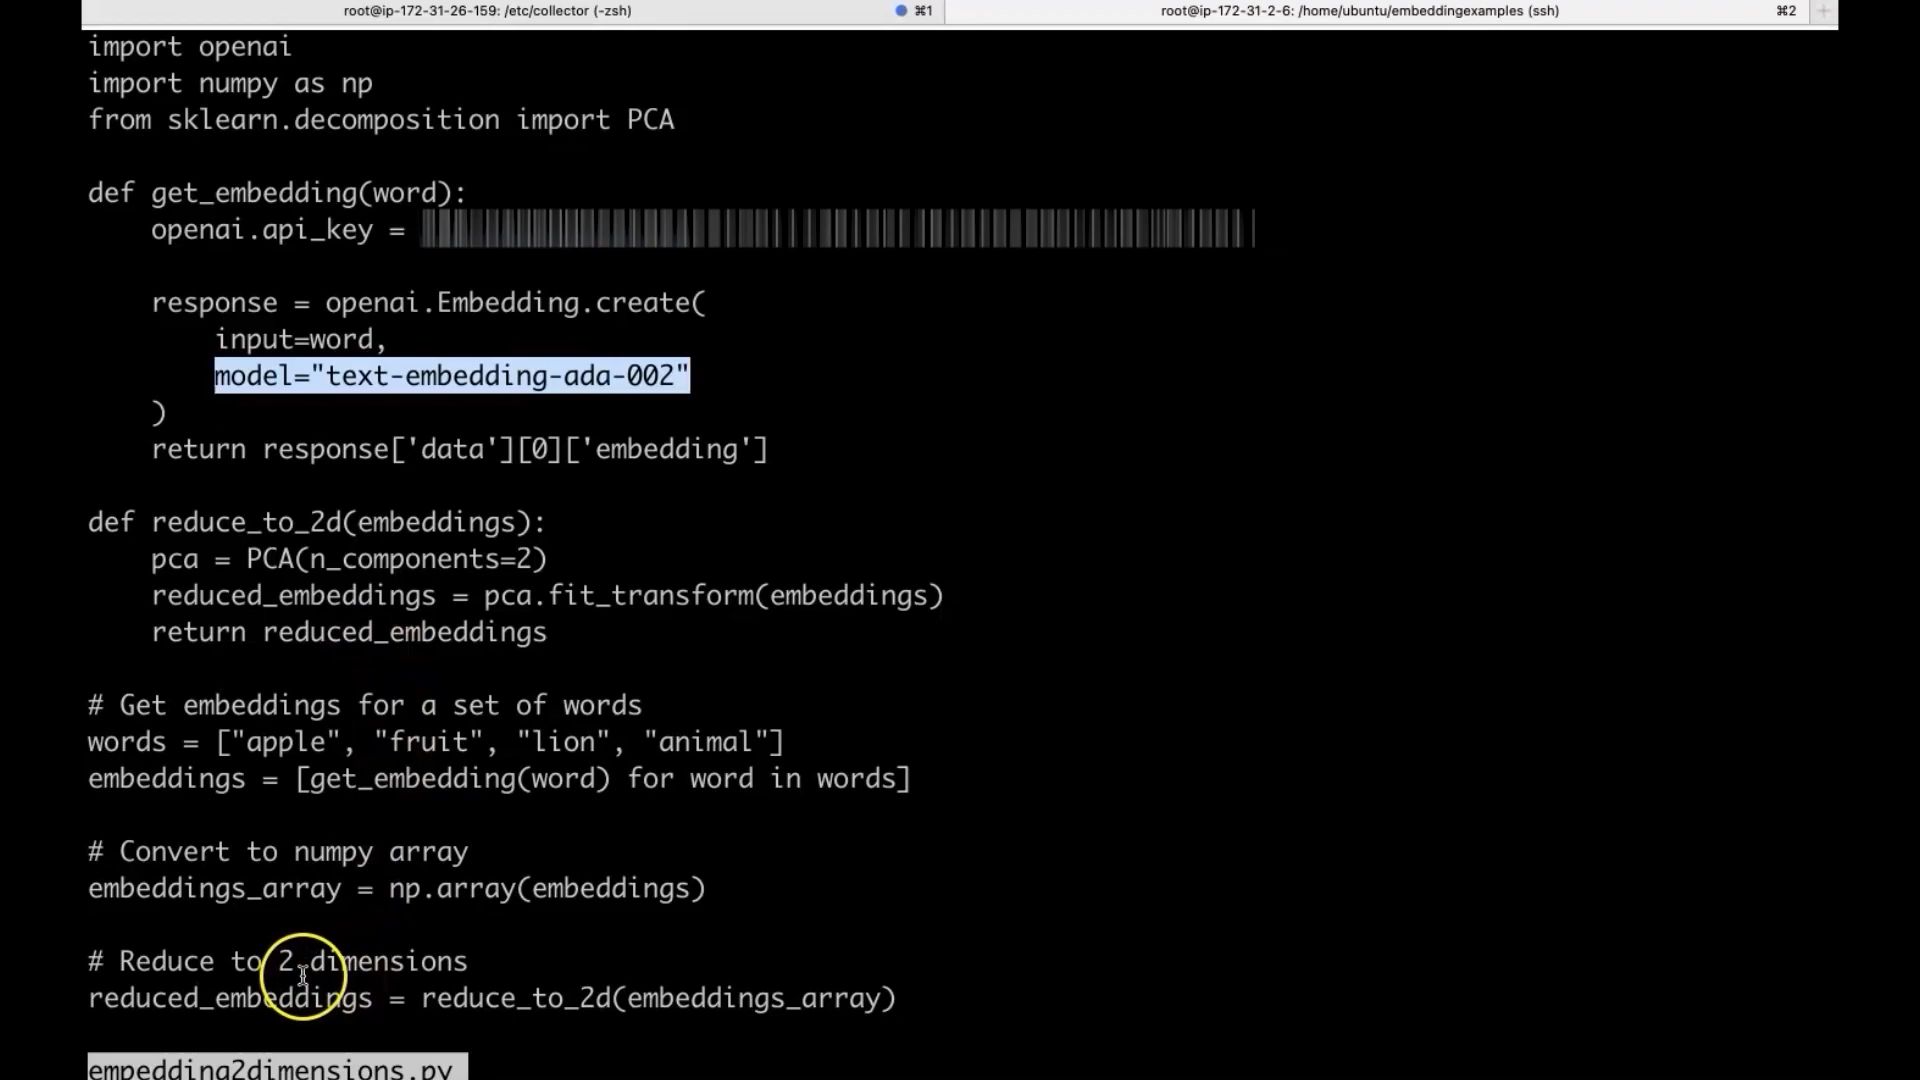 root@ip-172-31-26-159: /etc/collector (-zsh) ⌘1 root@ip-172-31-2-6: /home/ubuntu/embeddingexamples (ssh) ⌘2
import openai
import numpy as np
from sklearn.decomposition import PCA
def get_embedding(word):
    openai.api_key =
    response = openai.Embedding.create(
        input=word,
        model="text-embedding-ada-002"
    )
    return response['data'][0]['embedding']
def reduce_to_2d(embeddings):
    pca = PCA(n_components=2)
    reduced_embeddings = pca.fit_transform(embeddings)
    return reduced_embeddings
# Get embeddings for a set of words
words = ["apple", "fruit", "lion", "animal"]
embeddings = [get_embedding(word) for word in words]
# Convert to numpy array
embeddings_array = np.array(embeddings)
# Reduce to 2 dimensions
reduced_embeddings = reduce_to_2d(embeddings_array)
embedding2dimensions.py